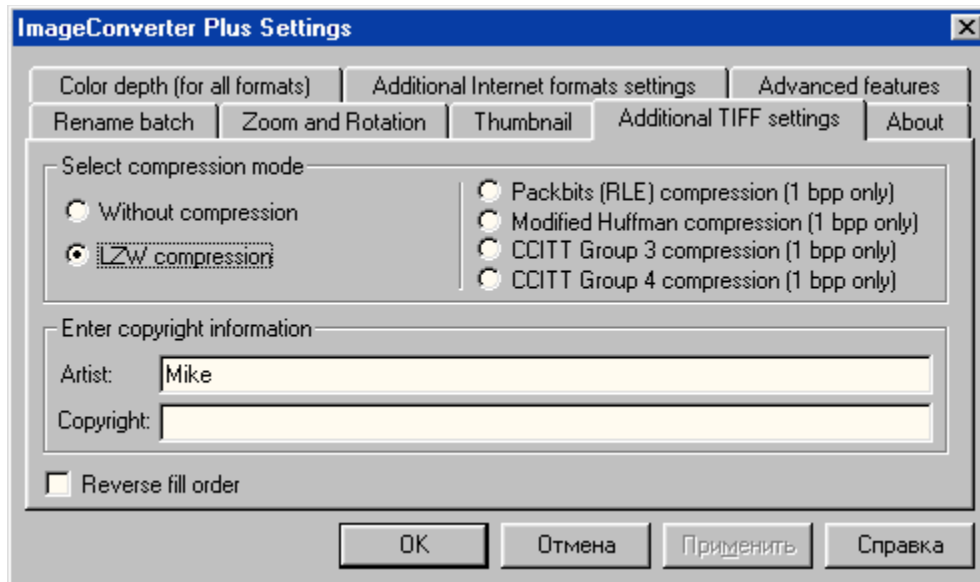 ImageConverter Plus Settings
Color depth (for all formats) Additional Internet formats settings Advanced features
Rename batch Zoom and Rotation Thumbnail Additional TIFF settings About
Select compression mode
Without compression
LZW compression
Packbits (RLE) compression (1 bpp only)
Modified Huffman compression (1 bpp only)
CCITT Group 3 compression (1 bpp only)
CCITT Group 4 compression (1 bpp only)
Enter copyright information
Artist: Mike
Copyright:
Reverse fill order
OK Отмена Применить Справка